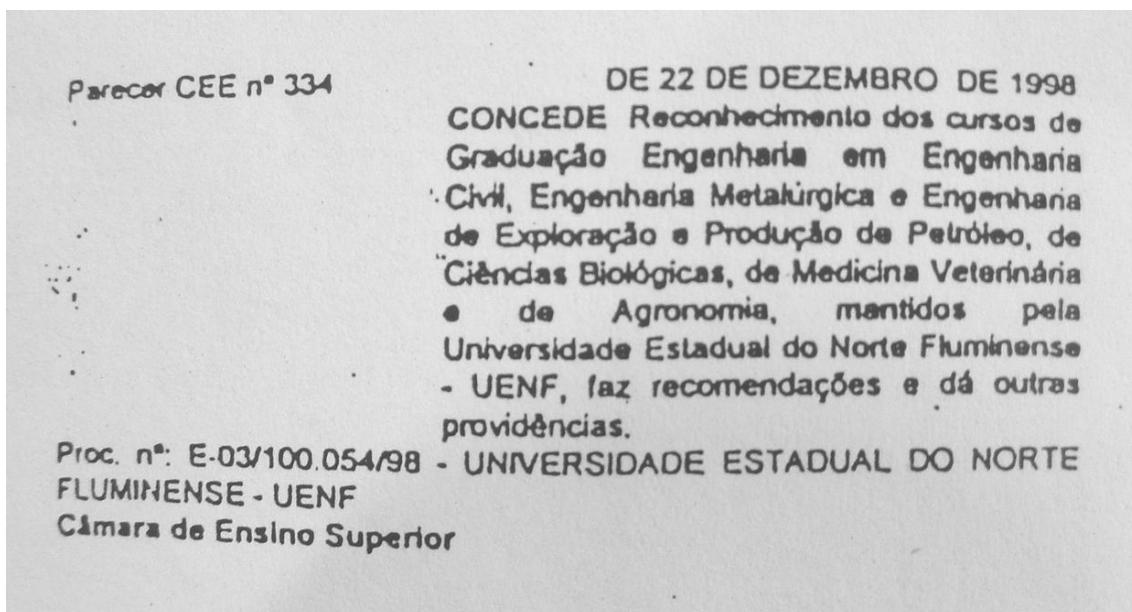 Parecer CEE nº 334 DE 22 DE DEZEMBRO DE 1998
CONCEDE Reconhecimento dos cursos de
Graduação Engenharia em Engenharia
Civil, Engenharia Metalúrgica e Engenharia
de Exploração e Produção de Petróleo, de
Ciências Biológicas, de Medicina Veterinária
e de Agronomia, mantidos pela
Universidade Estadual do Norte Fluminense
- UENF, faz recomendações e dá outras
providências.
Proc. nº: E-03/100.054/98 - UNIVERSIDADE ESTADUAL DO NORTE
FLUMINENSE - UENF
Câmara de Ensino Superior